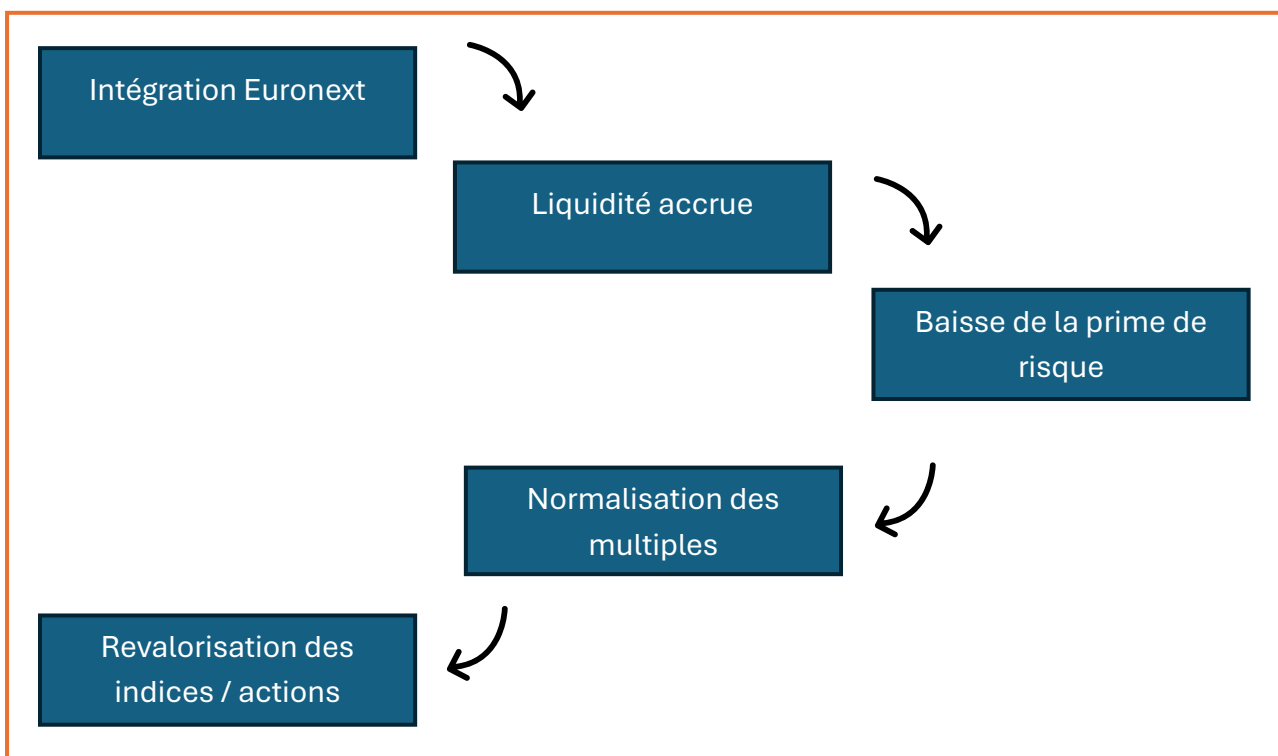 Intégration Euronext
Liquidité accrue
Baisse de la prime de
risque
Normalisation des
multiples
Revalorisation des
indices / actions